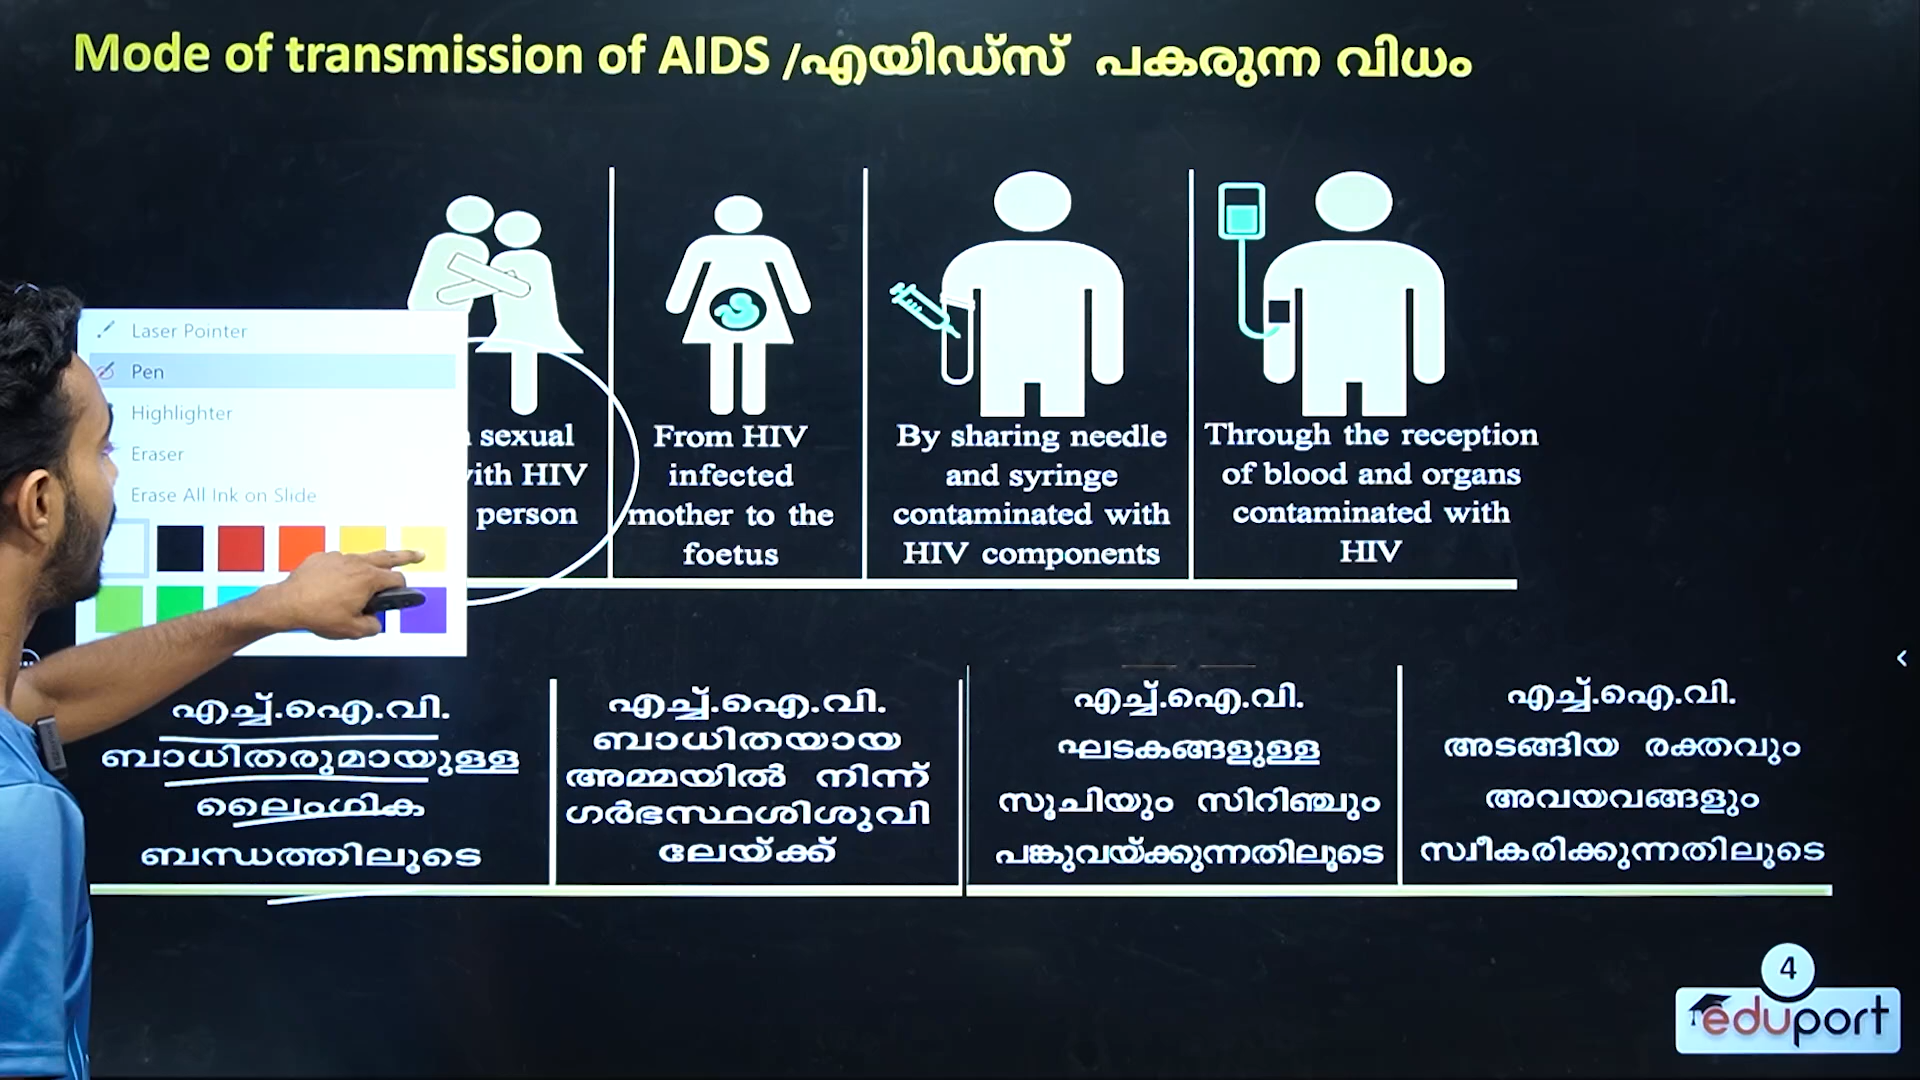 Mode of transmission of AIDS /എയിഡ്സ് പകരുന്ന വിധം
Laser Pointer
Pen
Highlighter
Eraser
Erase All Ink on Slide
sexual
with HIV
person
From HIV
infected
mother to the
foetus
By sharing needle
and syringe
contaminated with
HIV components
Through the reception
of blood and organs
contaminated with
HIV
എച്ച്.ഐ.വി.
ബാധിതരുമായുള്ള
ലൈംഗിക
ബന്ധത്തിലൂടെ
എച്ച്.ഐ.വി.
ബാധിതയായ
അമ്മയിൽ നിന്ന്
ഗർഭസ്ഥശിശുവി
ലേയ്ക്ക്
എച്ച്.ഐ.വി.
ഘടകങ്ങളുള്ള
സൂചിയും സിറിഞ്ചും
പങ്കുവയ്ക്കുന്നതിലൂടെ
എച്ച്.ഐ.വി.
അടങ്ങിയ രക്തവും
അവയവങ്ങളും
സ്വീകരിക്കുന്നതിലൂടെ
4
eduport